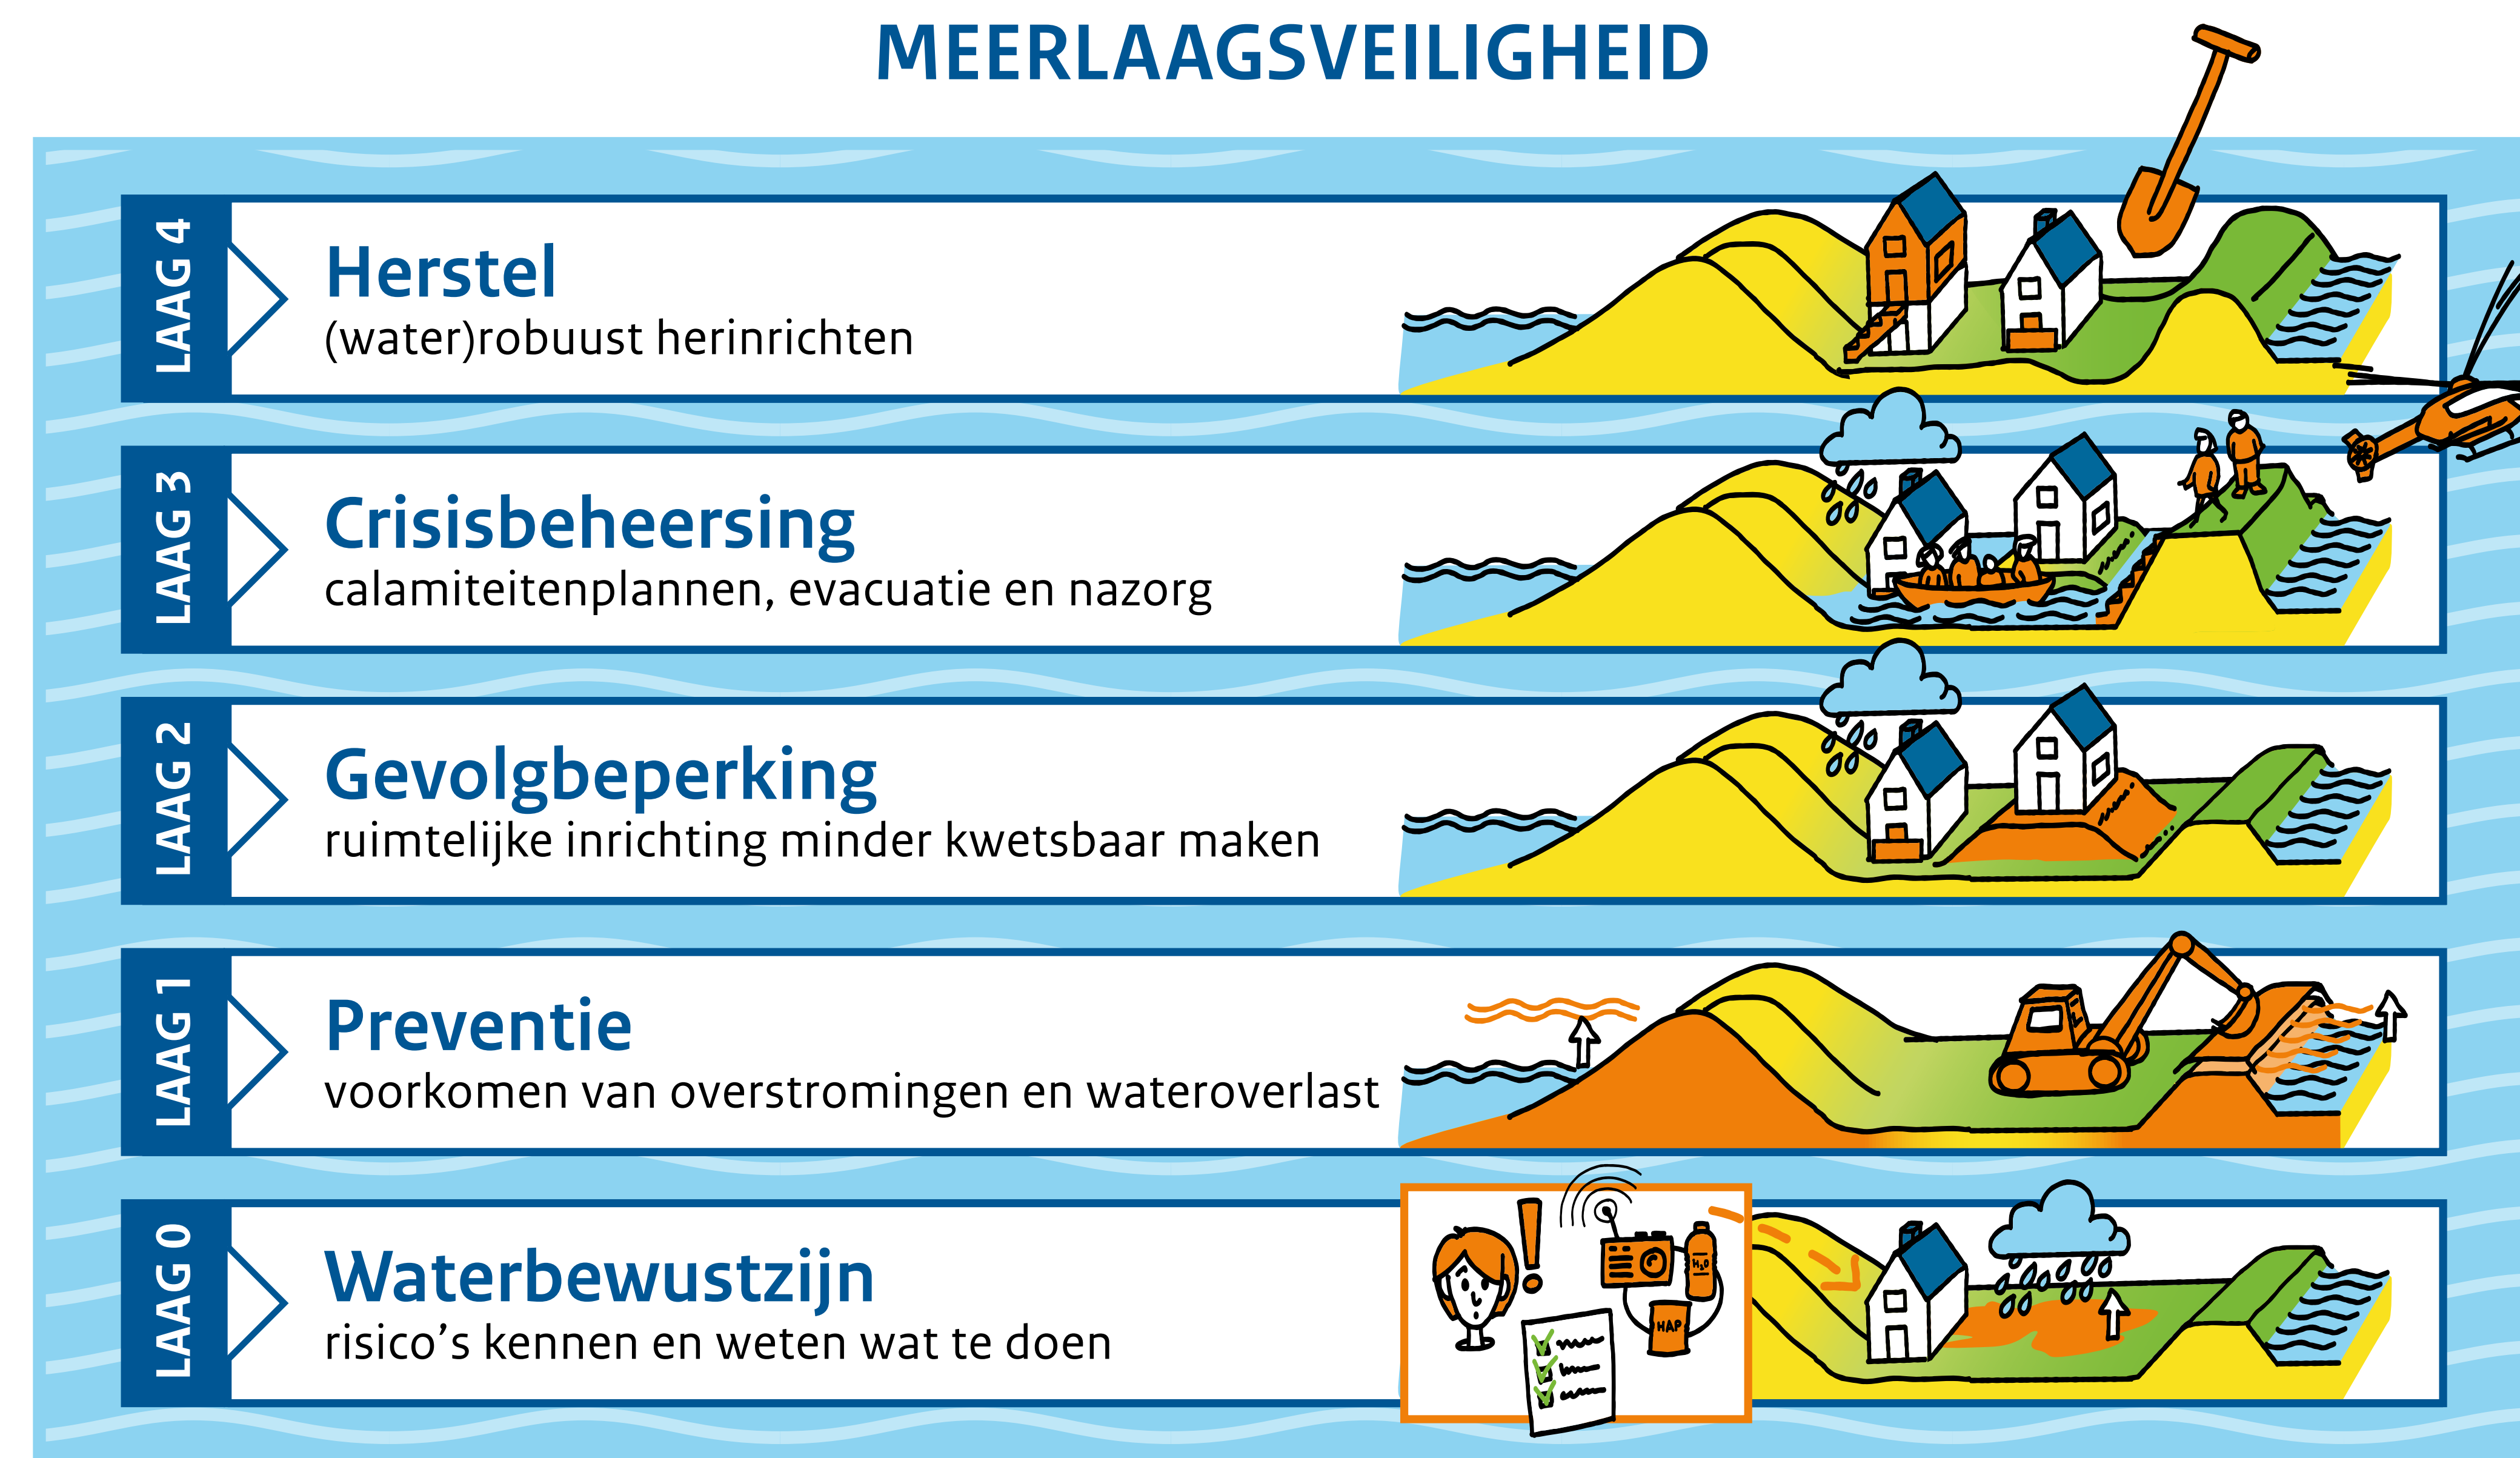 MEERLAAGSVEILIGHEID
LAAG 4
Herstel
(water)robuust herinrichten
LAAG 3
Crisisbeheersing
calamiteitenplannen, evacuatie en nazorg
LAAG 2
Gevolgbeperking
ruimtelijke inrichting minder kwetsbaar maken
LAAG 1
Preventie
voorkomen van overstromingen en wateroverlast
LAAG 0
Waterbewustzijn
risico's kennen en weten wat te doen
!
H2O
HAP